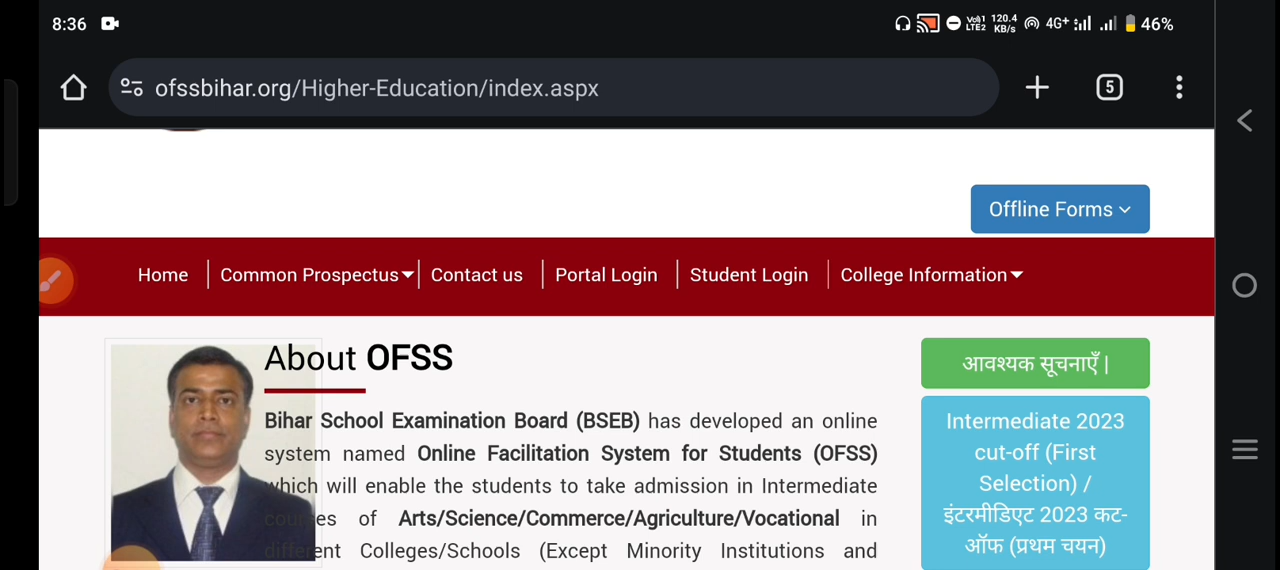 8:36
Vo)) 1 LTE2 120.4 KB/s 4G+ 46%
ofssbihar.org/Higher-Education/index.aspx
5
Offline Forms
Home Common Prospectus Contact us Portal Login Student Login College Information
About OFSS
Bihar School Examination Board (BSEB) has developed an online
system named Online Facilitation System for Students (OFSS)
which will enable the students to take admission in Intermediate
courses of Arts/Science/Commerce/Agriculture/Vocational in
different Colleges/Schools (Except Minority Institutions and
आवश्यक सूचनाएँ |
Intermediate 2023
cut-off (First
Selection) /
इंटरमीडिएट 2023 कट-
ऑफ (प्रथम चयन)